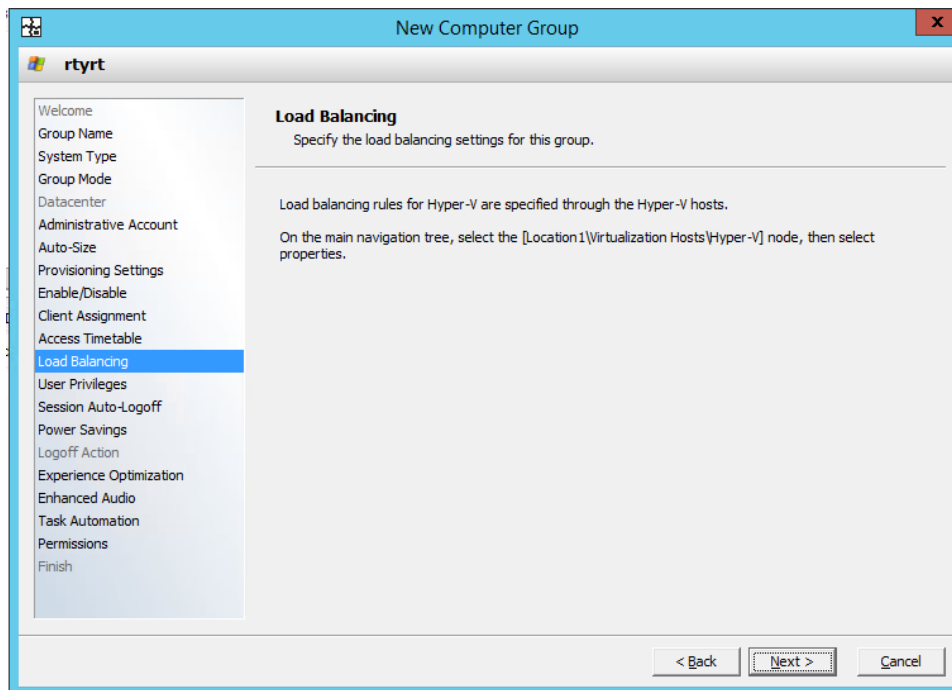 New Computer Group
x
rtyrt
Welcome
Group Name
System Type
Group Mode
Datacenter
Administrative Account
Auto-Size
Provisioning Settings
Enable/Disable
Client Assignment
Access Timetable
Load Balancing
User Privileges
Session Auto-Logoff
Power Savings
Logoff Action
Experience Optimization
Enhanced Audio
Task Automation
Permissions
Finish
Load Balancing
Specify the load balancing settings for this group.
Load balancing rules for Hyper-V are specified through the Hyper-V hosts.
On the main navigation tree, select the [Location1\Virtualization Hosts\Hyper-V] node, then select
properties.
< Back
Next >
Cancel